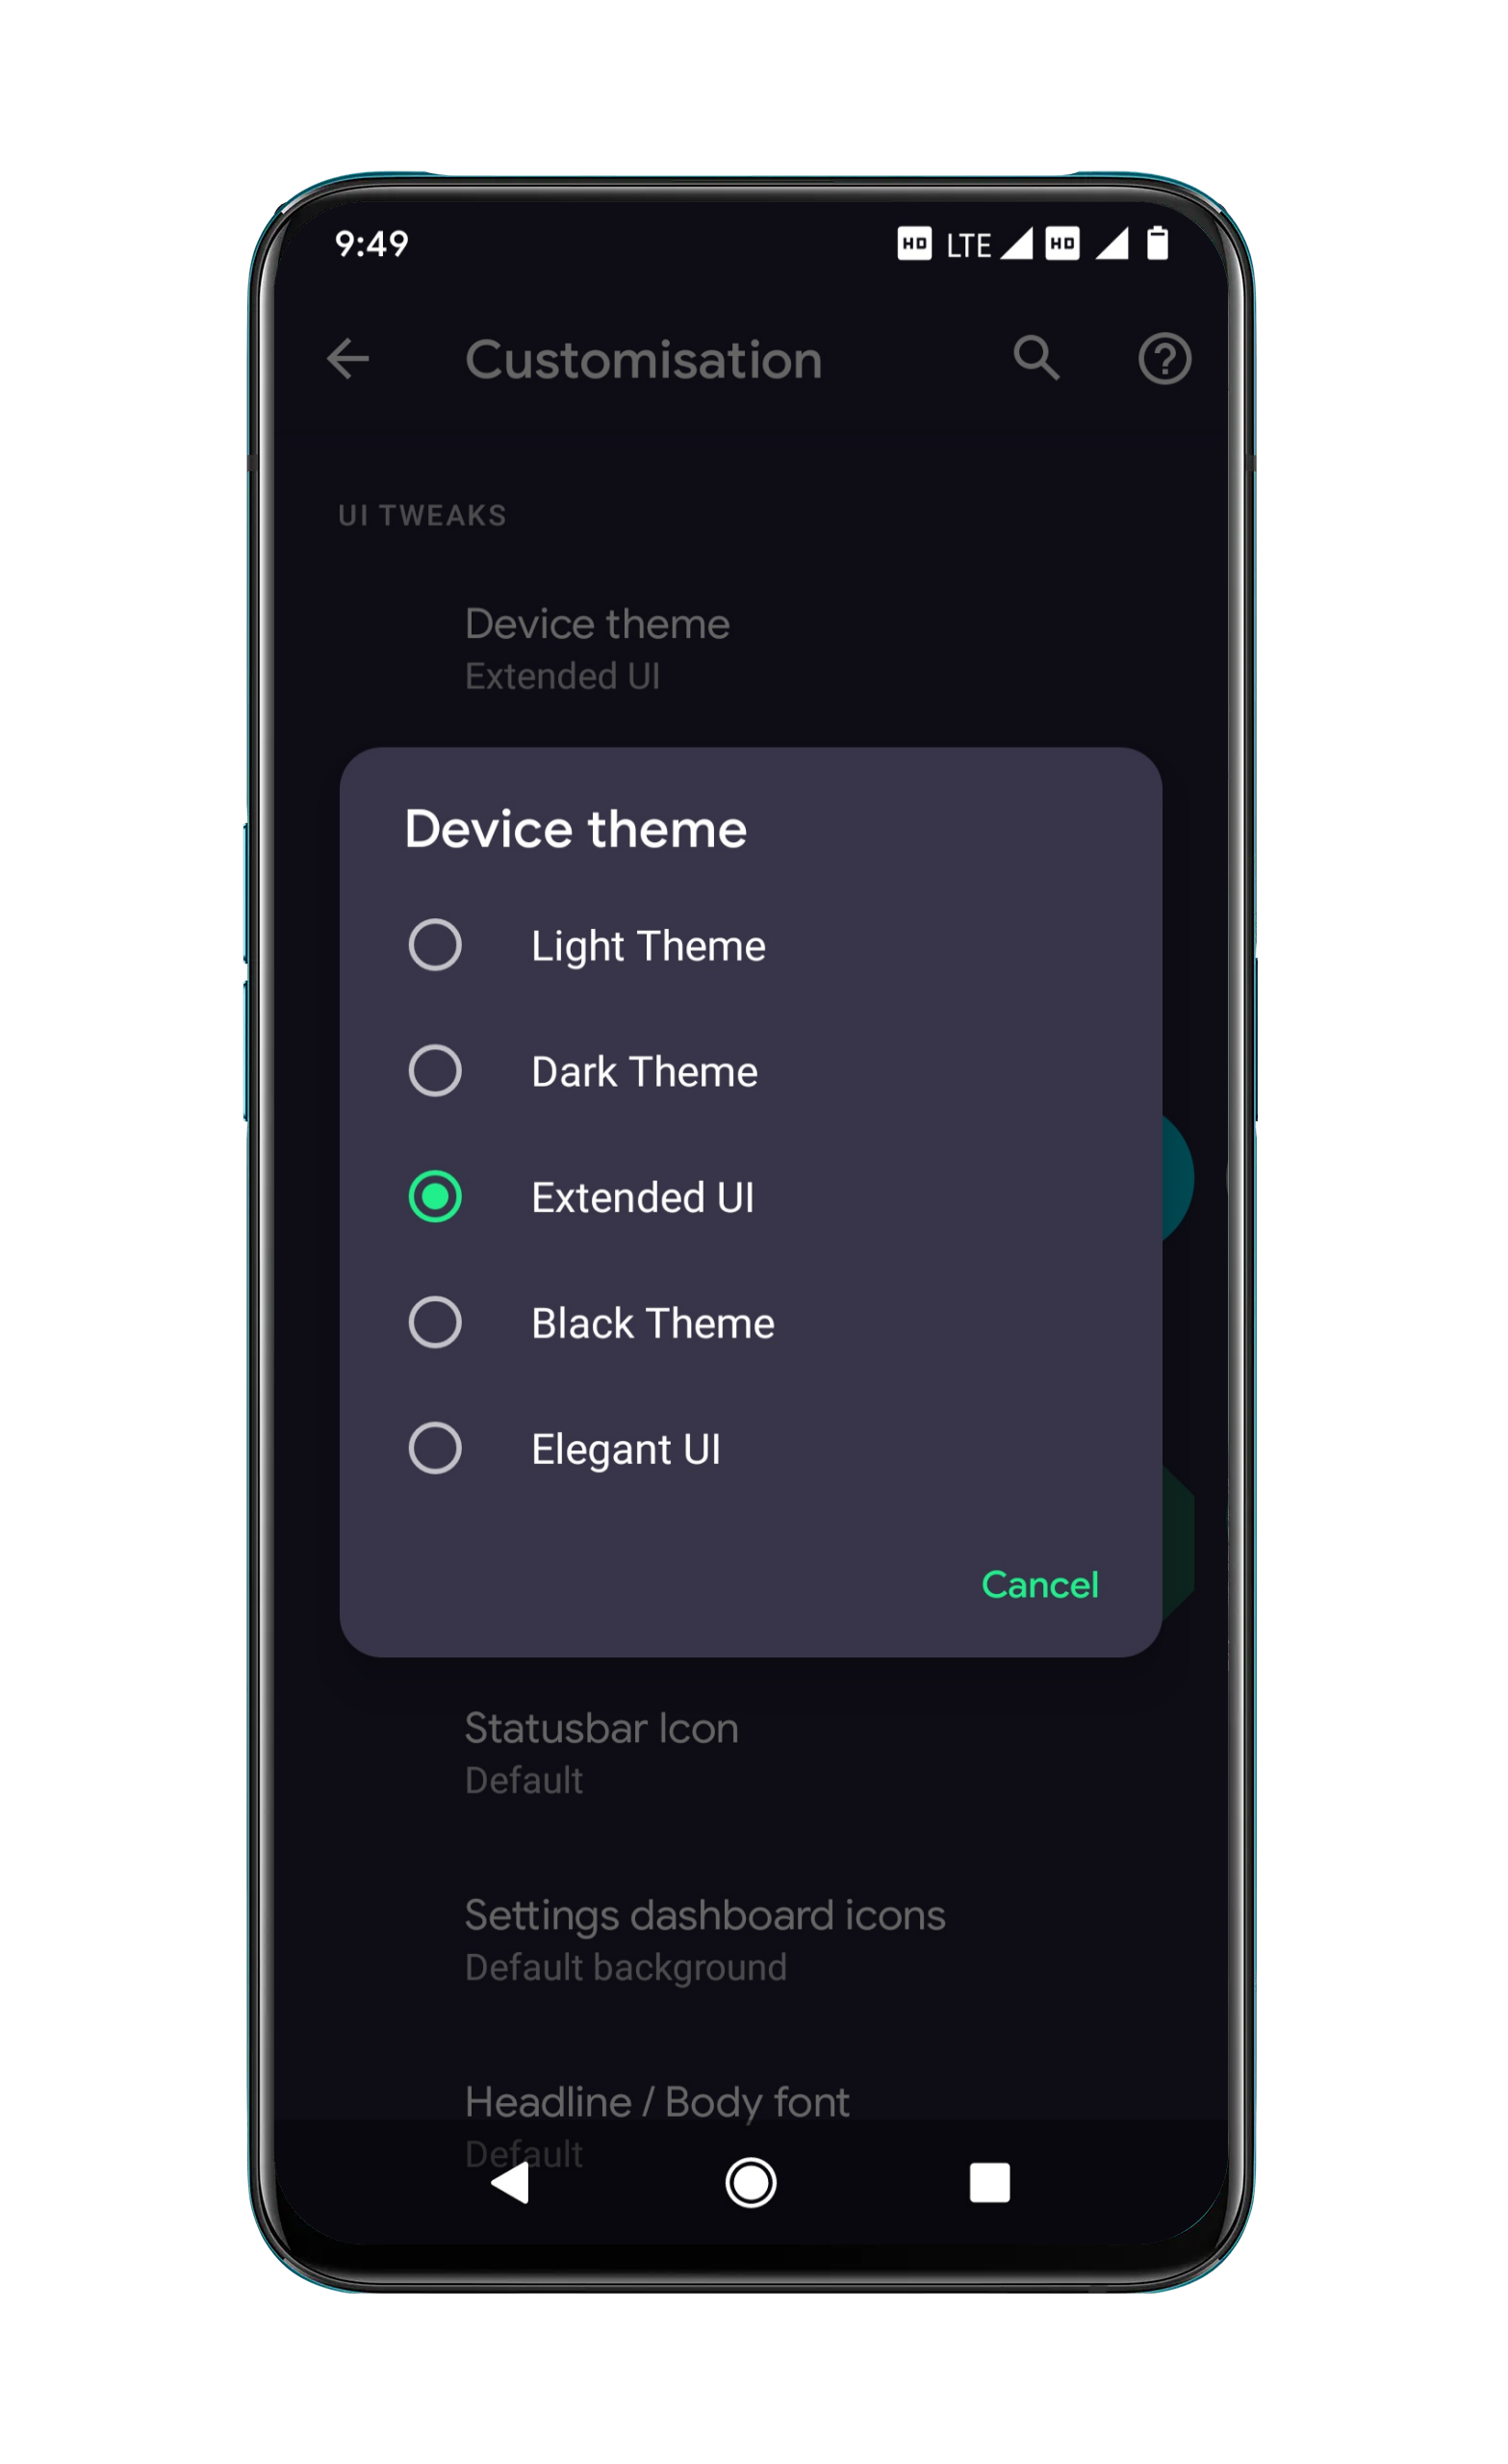 9:49
HD LTE HD
Customisation
UI TWEAKS
Device theme
Extended UI
Device theme
Light Theme
Dark Theme
Extended UI
Black Theme
Elegant UI
Cancel
Statusbar Icon
Default
Settings dashboard icons
Default background
Headline / Body font
Default